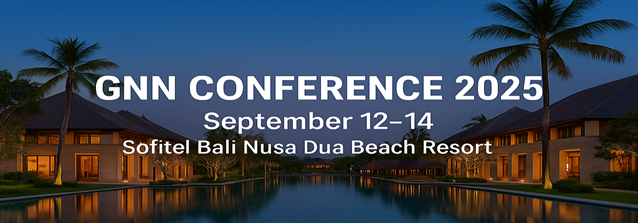 GNN CONFERENCE 2025
September 12–14
Sofitel Bali Nusa Dua Beach Resort